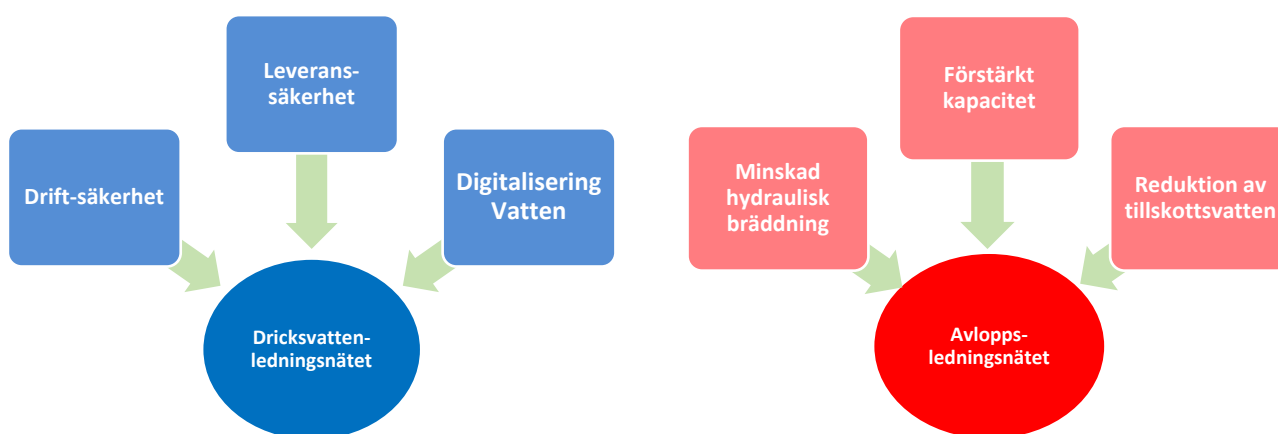 Leverans-
säkerhet
Drift-säkerhet
Digitalisering
Vatten
Dricksvatten-
ledningsnätet
Förstärkt
kapacitet
Minskad
hydraulisk
bräddning
Reduktion av
tillskottsvatten
Avlopps-
ledningsnätet